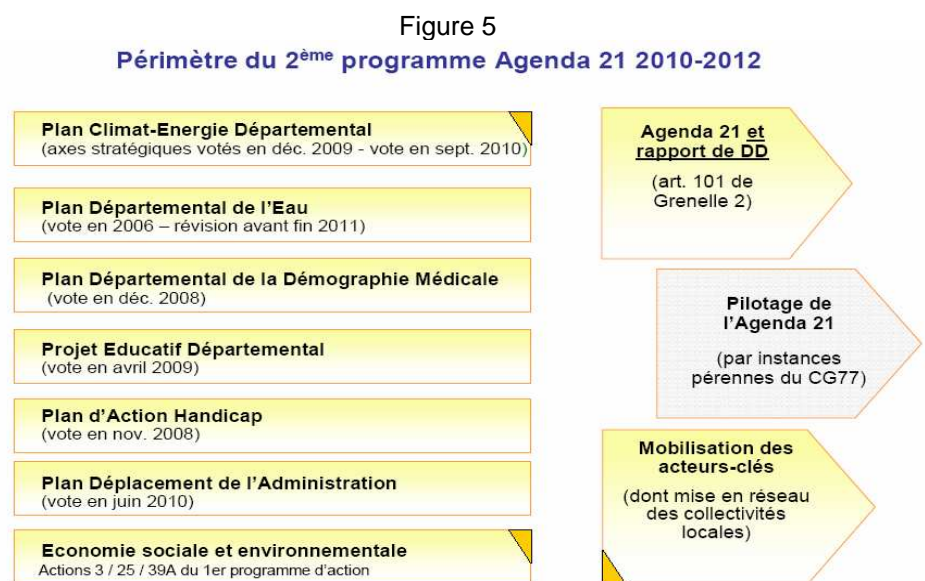 Figure 5
Périmètre du 2ème programme Agenda 21 2010-2012
Plan Climat-Energie Départemental
(axes stratégiques votés en déc. 2009 - vote en sept. 2010)
Plan Départemental de l'Eau
(vote en 2006 – révision avant fin 2011)
Plan Départemental de la Démographie Médicale
(vote en déc. 2008)
Projet Educatif Départemental
(vote en avril 2009)
Plan d'Action Handicap
(vote en nov. 2008)
Plan Déplacement de l'Administration
(vote en juin 2010)
Economie sociale et environnementale
Actions 3 / 25 / 39A du 1er programme d'action
Agenda 21 et
rapport de DD
(art. 101 de
Grenelle 2)
Pilotage de
l'Agenda 21
(par instances
pérennes du CG77)
Mobilisation des
acteurs-clés
(dont mise en réseau
des collectivités
locales)